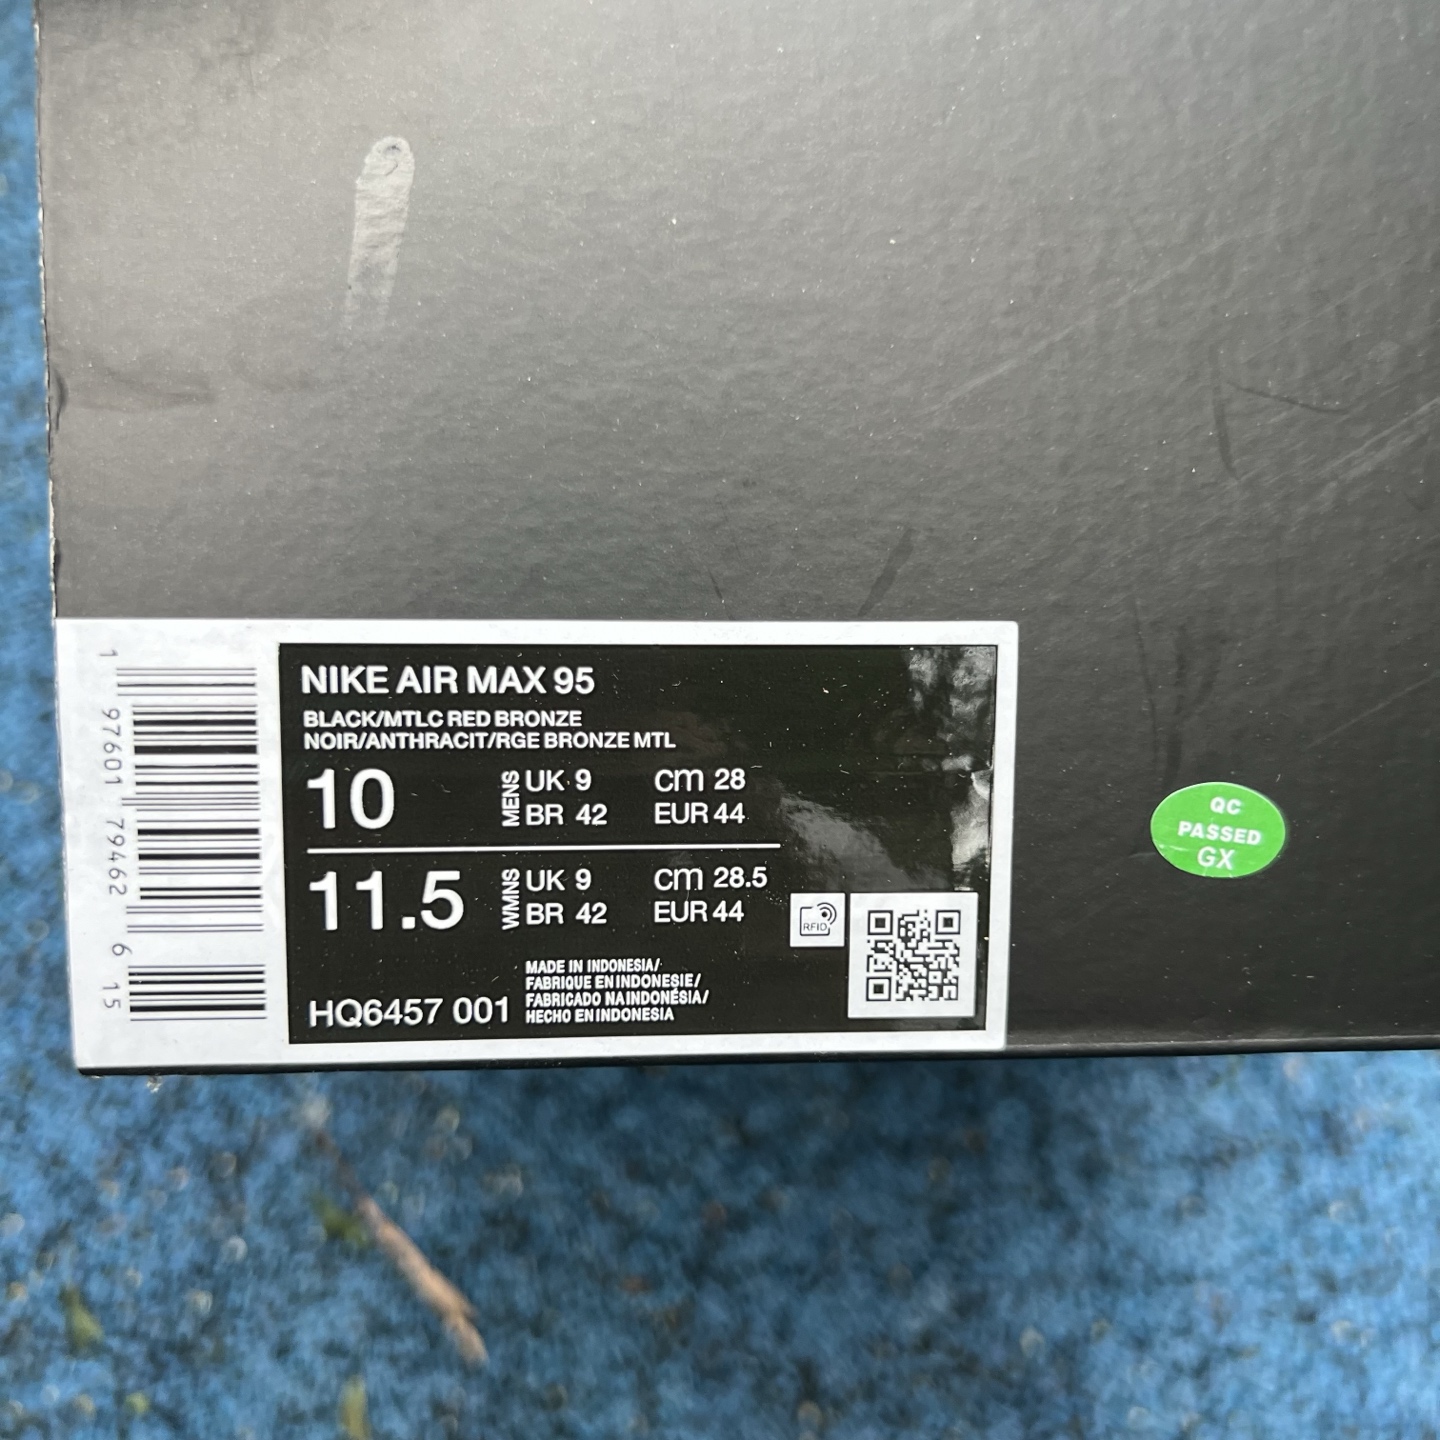 1 97601 79462 6 15
NIKE AIR MAX 95
BLACK/MTLC RED BRONZE
NOIR/ANTHRACIT/RGE BRONZE MTL
10 MENS UK 9 cm 28
BR 42 EUR 44
11.5 WMNS UK 9 cm 28.5
BR 42 EUR 44
HQ6457 001
MADE IN INDONESIA/
FABRIQUE EN INDONESIE/
FABRICADO NA INDONÉSIA/
HECHO EN INDONESIA
RFID
QC
PASSED
GX